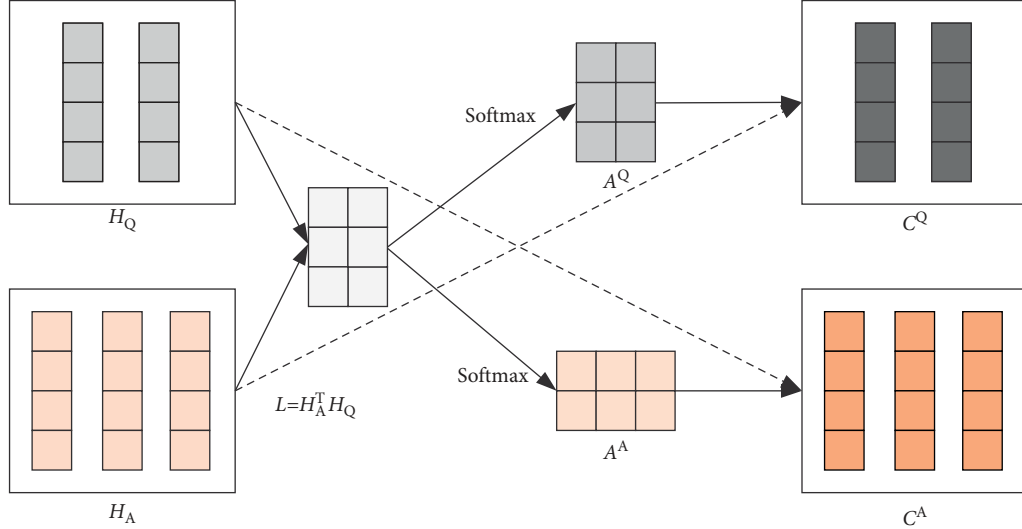 Softmax
A^Q
H_Q
C^Q
Softmax
L=H_A^T H_Q
A^A
H_A
C^A